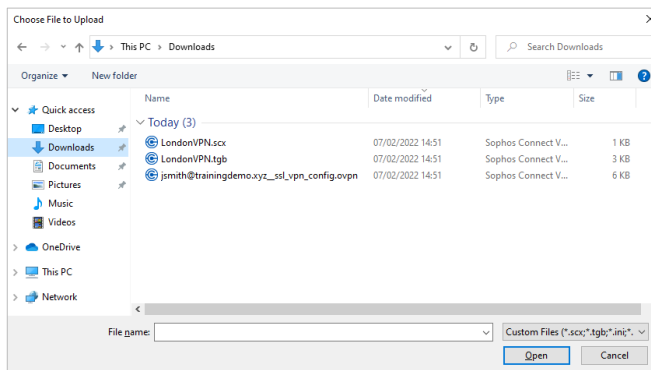 Choose File to Upload
This PC > Downloads
Search Downloads
Organize
New folder
Name Date modified Type Size
Quick access
Desktop
Downloads
Documents
Pictures
Music
Videos
OneDrive
This PC
Network
Today (3)
LondonVPN.scx 07/02/2022 14:51 Sophos Connect V... 1 KB
LondonVPN.tgb 07/02/2022 14:51 Sophos Connect V... 3 KB
jsmith@trainingdemo.xyz__ssl_vpn_config.ovpn 07/02/2022 14:51 Sophos Connect V... 6 KB
File name:
Custom Files (*.scx;*.tgb;*.ini;*.
Open
Cancel